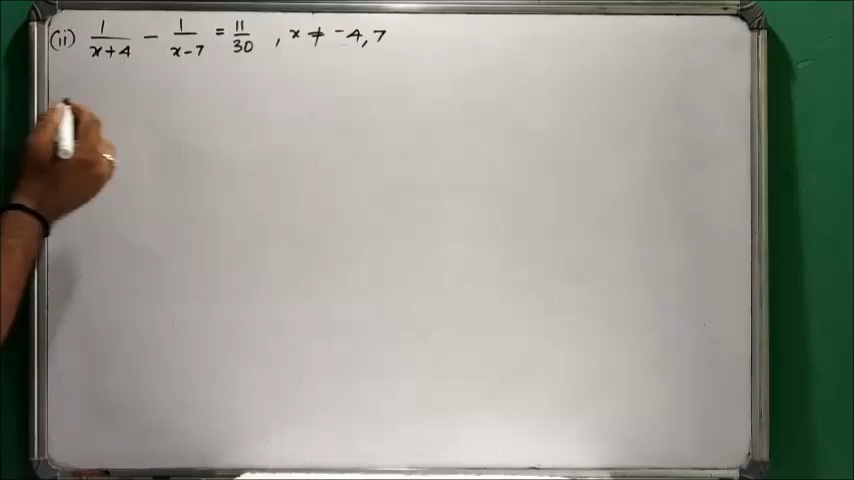 (ii) 1/(x+4) - 1/(x-7) = 11/30 , x ≠ -4, 7